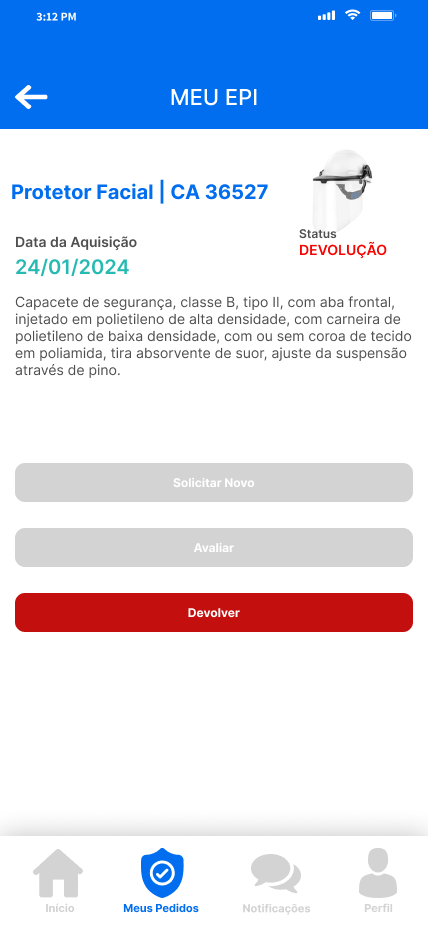 3:12 PM
MEU EPI
Protetor Facial | CA 36527
Status
DEVOLUÇÃO
Data da Aquisição
24/01/2024
Capacete de segurança, classe B, tipo II, com aba frontal,
injetado em polietileno de alta densidade, com carneira de
polietileno de baixa densidade, com ou sem coroa de tecido
em poliamida, tira absorvente de suor, ajuste da suspensão
através de pino.
Solicitar Novo
Avaliar
Devolver
Início
Meus Pedidos
Notificações
Perfil